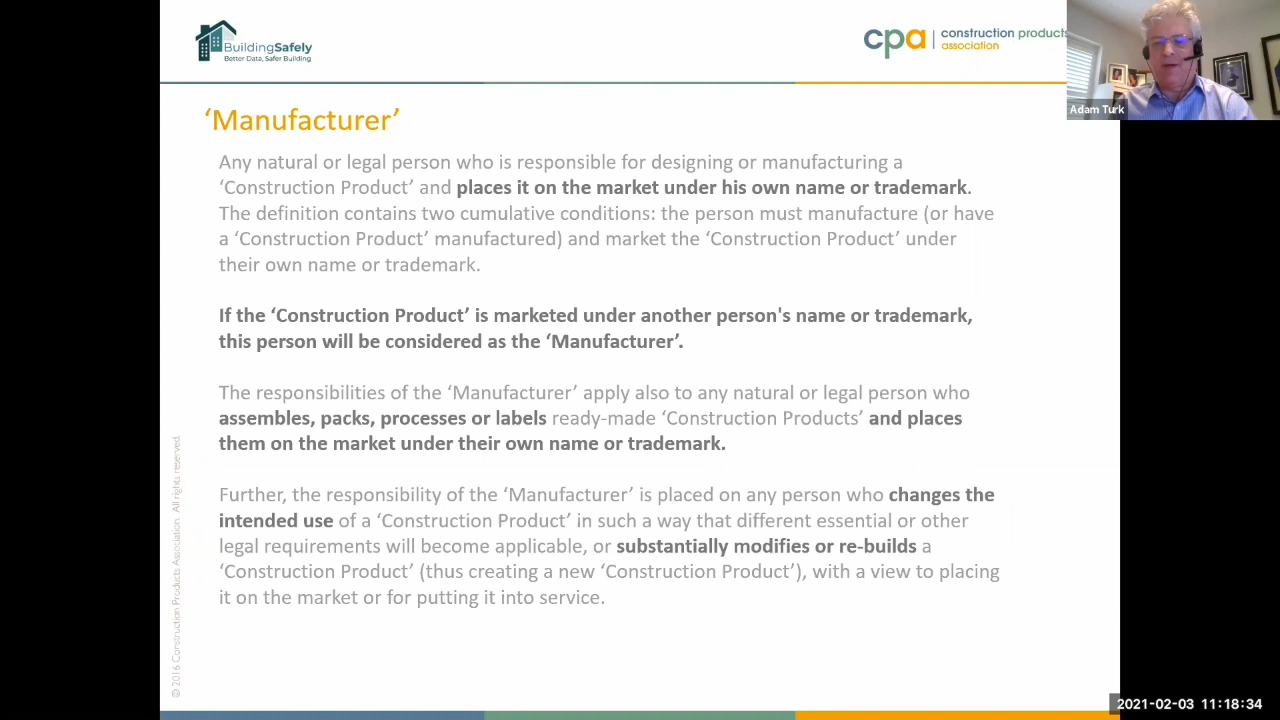 BuildingSafely
Better Data, Safer Building
cpa
construction products
association
Adam Turk
‘Manufacturer’
Any natural or legal person who is responsible for designing or manufacturing a
‘Construction Product’ and places it on the market under his own name or trademark.
The definition contains two cumulative conditions: the person must manufacture (or have
a ‘Construction Product’ manufactured) and market the ‘Construction Product’ under
their own name or trademark.
If the ‘Construction Product’ is marketed under another person's name or trademark,
this person will be considered as the ‘Manufacturer’.
The responsibilities of the ‘Manufacturer’ apply also to any natural or legal person who
assembles, packs, processes or labels ready-made ‘Construction Products’ and places
them on the market under their own name or trademark.
Further, the responsibility of the ‘Manufacturer’ is placed on any person who changes the
intended use of a ‘Construction Product’ in such a way that different essential or other
legal requirements will become applicable, or substantially modifies or re-builds a
‘Construction Product’ (thus creating a new ‘Construction Product’), with a view to placing
it on the market or for putting it into service.
© 2016 Construction Products Association. All rights reserved.
2021-02-03 11:18:34